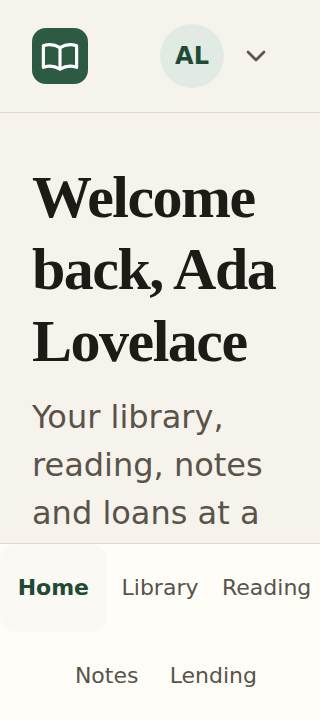 AL
Welcome
back, Ada
Lovelace
Your library,
reading, notes
and loans at a
Home Library Reading
Notes Lending